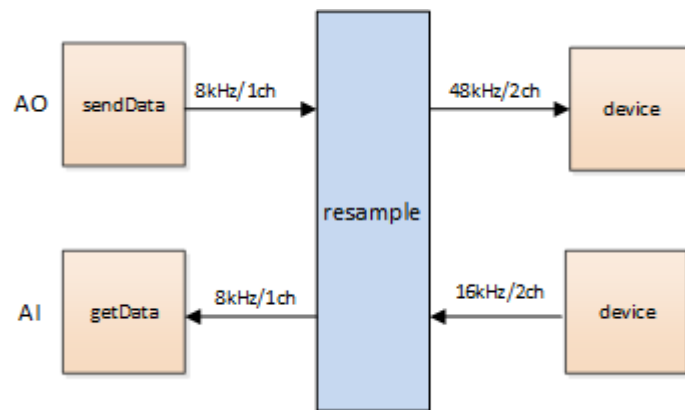 AO
sendData
8kHz/1ch
48kHz/2ch
device
resample
AI
getData
8kHz/1ch
16kHz/2ch
device